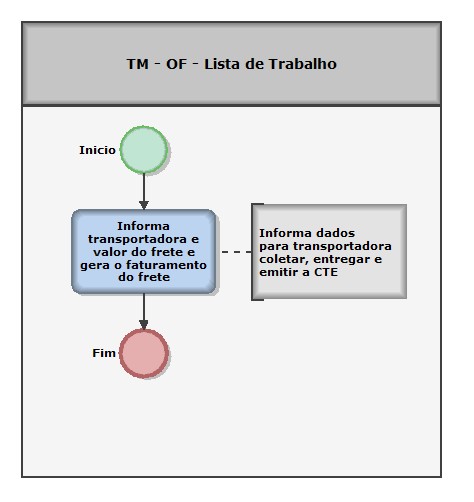 TM - OF - Lista de Trabalho
Inicio
Informa
transportadora e
valor do frete e
gera o faturamento
do frete
Informa dados
para transportadora
coletar, entregar e
emitir a CTE
Fim